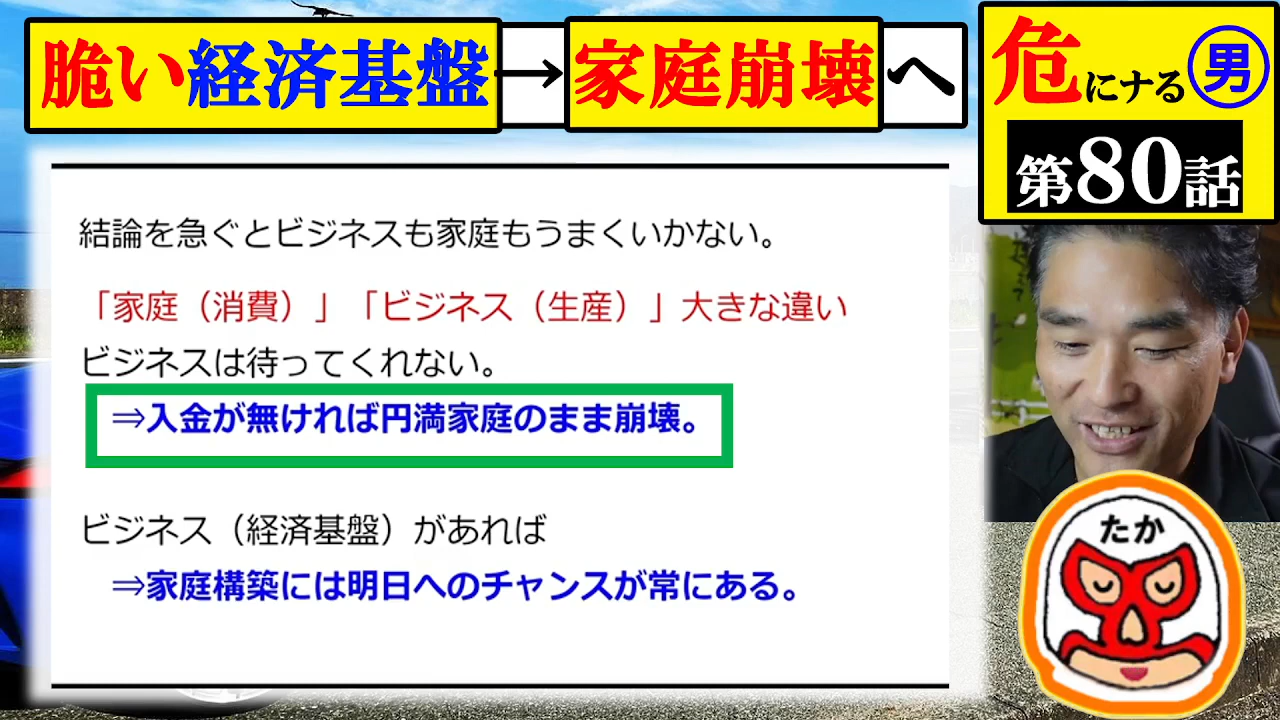 脆い経済基盤→家庭崩壊へ
危にする男
第80話
結論を急ぐとビジネスも家庭もうまくいかない。
「家庭（消費）」「ビジネス（生産）」大きな違い
ビジネスは待ってくれない。
⇒入金が無ければ円満家庭のまま崩壊。
ビジネス（経済基盤）があれば
⇒家庭構築には明日へのチャンスが常にある。
たか